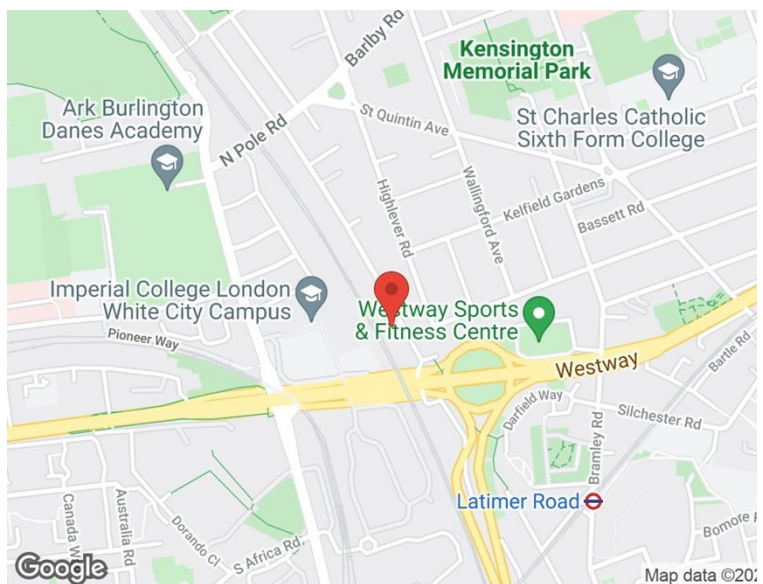 Barlby Rd
Kensington
Memorial Park
Ark Burlington
Danes Academy
N Pole Rd
St Quintin Ave
St Charles Catholic
Sixth Form College
Highlever Rd
Wallingford Ave
Kelfield Gardens
Bassett Rd
Imperial College London
White City Campus
Westway Sports
& Fitness Centre
Pioneer Way
Westway
Bartle Rd
Darfield Way
Silchester Rd
Bramley Rd
Latimer Road
Canada W
Australia Rd
Dorando Cl
S Africa Rd.
Bomore R
Google
Map data ©202